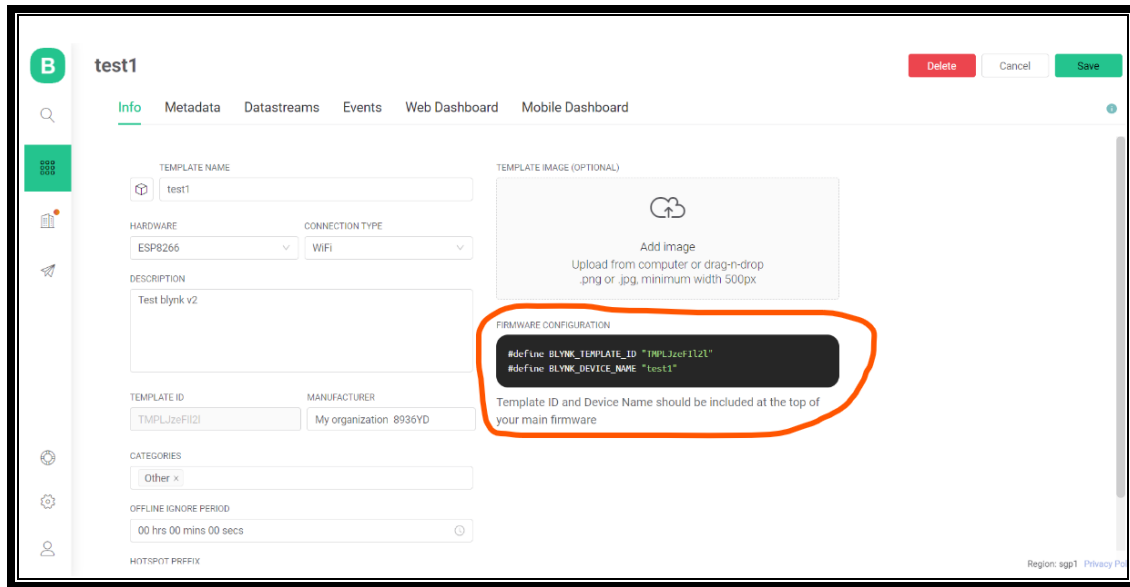 B
test1
Delete
Cancel
Save
Info
Metadata
Datastreams
Events
Web Dashboard
Mobile Dashboard
TEMPLATE NAME
test1
HARDWARE
CONNECTION TYPE
ESP8266
WiFi
DESCRIPTION
Test blynk v2
TEMPLATE ID
MANUFACTURER
TMPLJzeFIl2l
My organization 8936YD
CATEGORIES
Other ×
OFFLINE IGNORE PERIOD
00 hrs 00 mins 00 secs
HOTSPOT PREFIX
TEMPLATE IMAGE (OPTIONAL)
Add image
Upload from computer or drag-n-drop
.png or .jpg, minimum width 500px
FIRMWARE CONFIGURATION
#define BLYNK_TEMPLATE_ID "TMPLJzeFIl2l"
#define BLYNK_DEVICE_NAME "test1"
Template ID and Device Name should be included at the top of
your main firmware
Region: sgp1 Privacy Pol